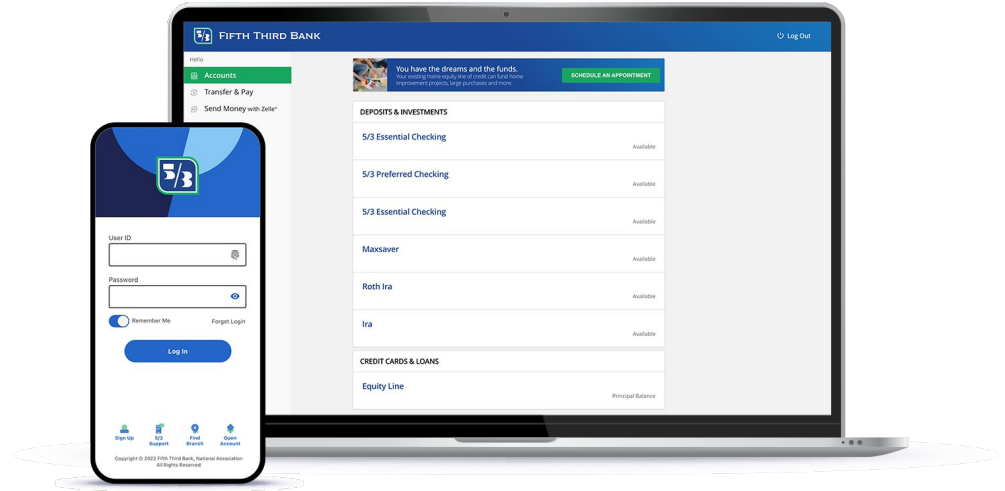 5/3 FIFTH THIRD BANK
Log Out
Hello
Accounts
Transfer & Pay
Send Money with Zelle®
You have the dreams and the funds.
Your existing home equity line of credit can fund home
improvement projects, large purchases and more.
SCHEDULE AN APPOINTMENT
DEPOSITS & INVESTMENTS
5/3 Essential Checking
Available
5/3 Preferred Checking
Available
5/3 Essential Checking
Available
Maxsaver
Available
Roth Ira
Available
Ira
Available
CREDIT CARDS & LOANS
Equity Line
Principal Balance
5/3
User ID
Password
Remember Me
Forgot Login
Log In
Sign Up
5/3
Support
Find
Branch
Open
Account
Copyright © 2022 Fifth Third Bank, National Association
All Rights Reserved